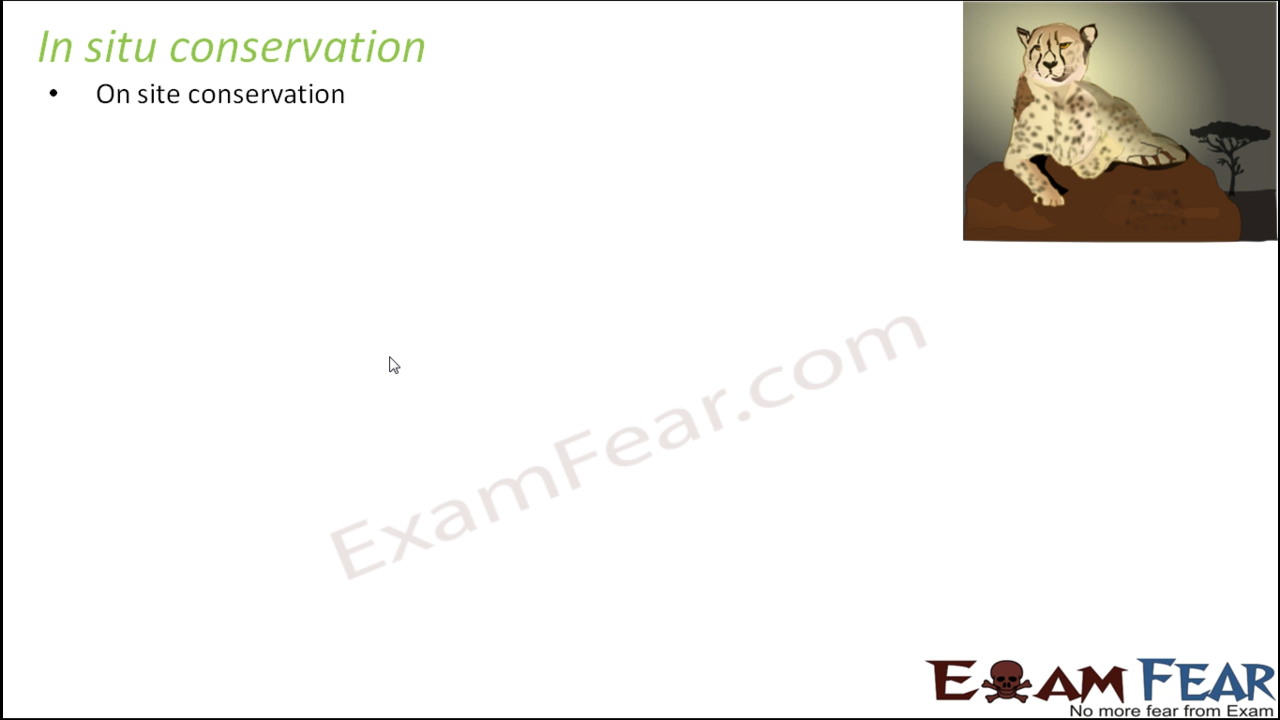 In situ conservation
• On site conservation
ExamFear.com
EXAM FEAR
No more fear from Exam